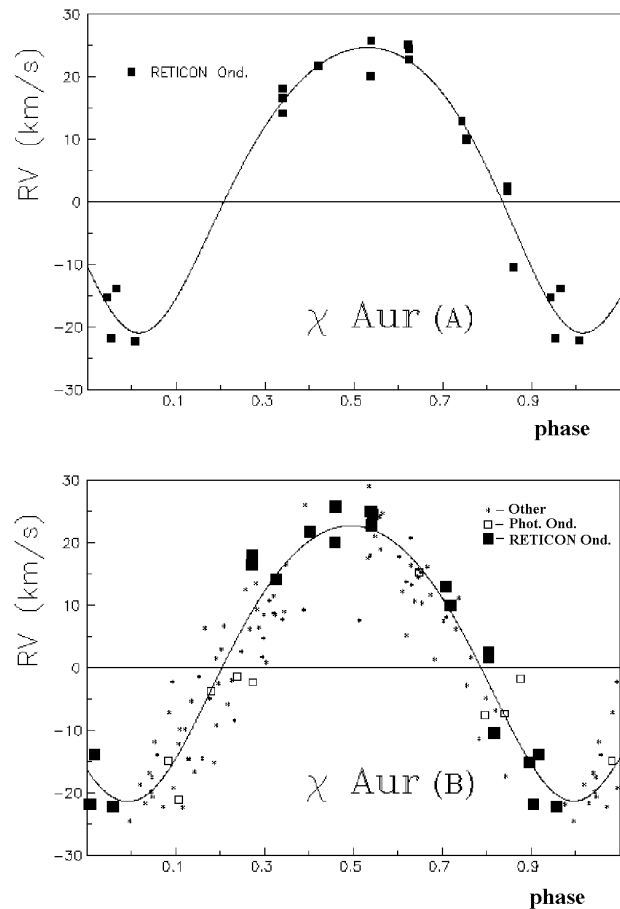 30
RETICON Ond.
20
10
RV (km/s)
0
-10
-20
χ Aur (A)
-30
0.1 0.3 0.5 0.7 0.9
phase
30
* - Other
□ - Phot. Ond.
■ - RETICON Ond.
20
10
RV (km/s)
0
-10
-20
χ Aur (B)
-30
0.1 0.3 0.5 0.7 0.9
phase